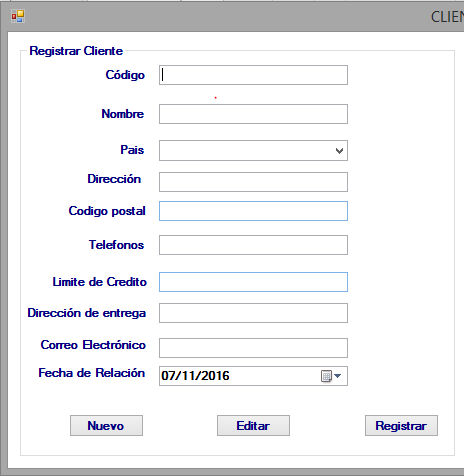 CLIEN
Registrar Cliente
Código
Nombre
Pais
Dirección
Codigo postal
Telefonos
Limite de Credito
Dirección de entrega
Correo Electrónico
Fecha de Relación 07/11/2016
Nuevo Editar Registrar